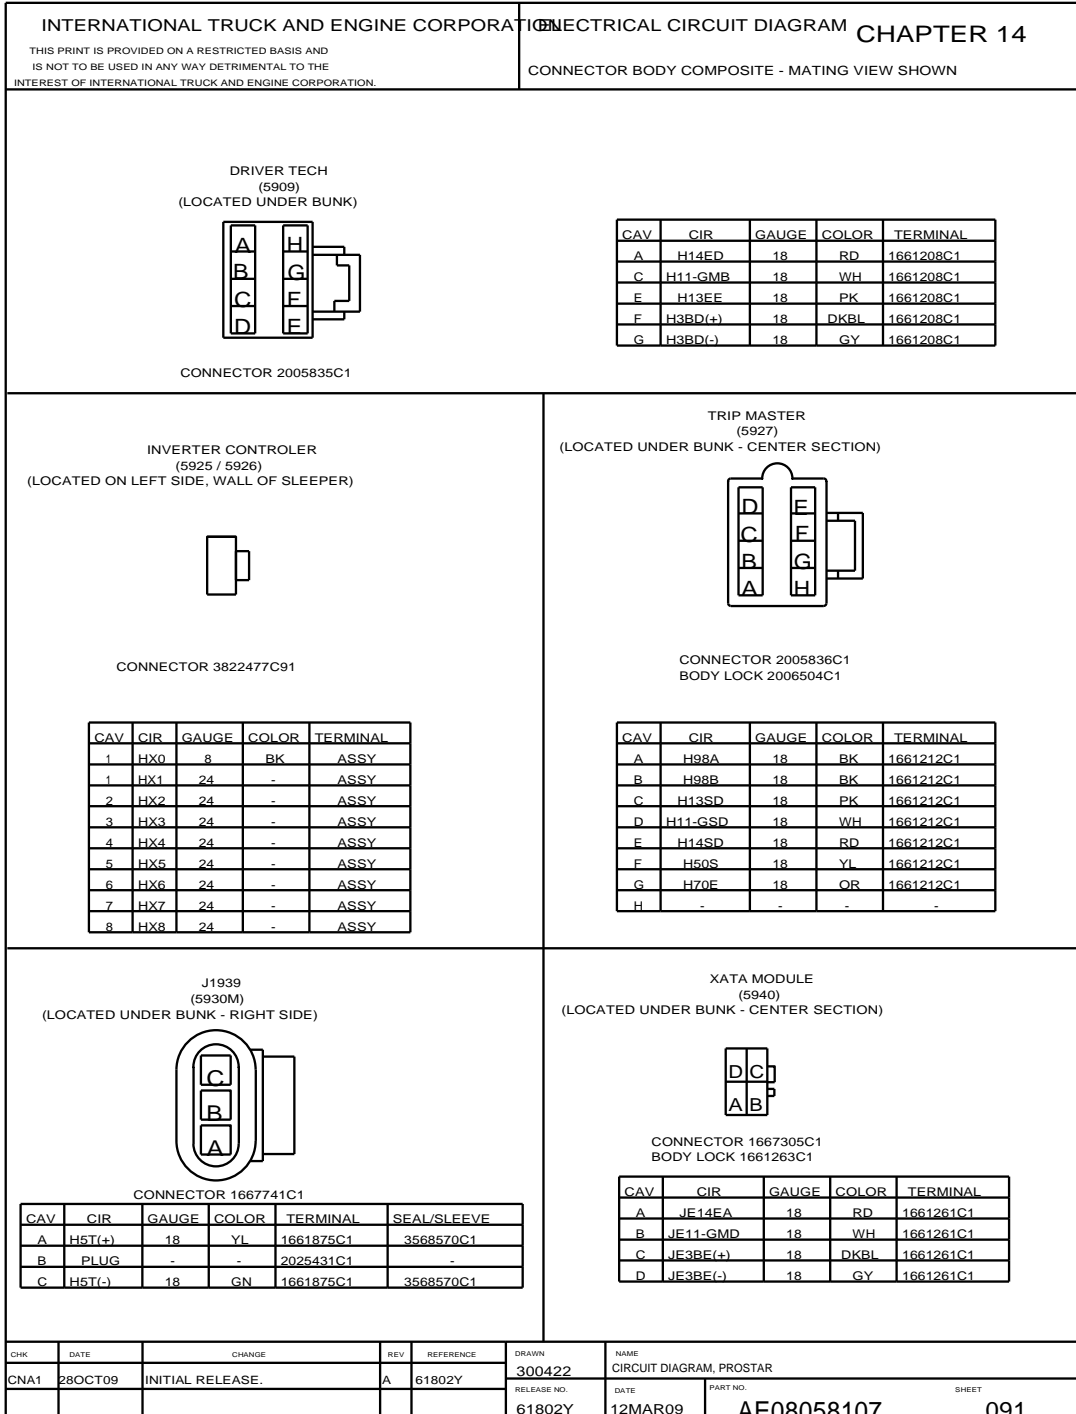 INTERNATIONAL TRUCK AND ENGINE CORPORATION
THIS PRINT IS PROVIDED ON A RESTRICTED BASIS AND
IS NOT TO BE USED IN ANY WAY DETRIMENTAL TO THE
INTEREST OF INTERNATIONAL TRUCK AND ENGINE CORPORATION.
ELECTRICAL CIRCUIT DIAGRAM CHAPTER 14
CONNECTOR BODY COMPOSITE - MATING VIEW SHOWN
DRIVER TECH
(5909)
(LOCATED UNDER BUNK)
A H
B G
C F
D E
CONNECTOR 2005835C1
CAV CIR GAUGE COLOR TERMINAL
A H14ED 18 RD 1661208C1
C H11-GMB 18 WH 1661208C1
E H13EE 18 PK 1661208C1
F H3BD(+) 18 DKBL 1661208C1
G H3BD(-) 18 GY 1661208C1
INVERTER CONTROLER
(5925 / 5926)
(LOCATED ON LEFT SIDE, WALL OF SLEEPER)
CONNECTOR 3822477C91
CAV CIR GAUGE COLOR TERMINAL
1 HX0 8 BK ASSY
1 HX1 24 - ASSY
2 HX2 24 - ASSY
3 HX3 24 - ASSY
4 HX4 24 - ASSY
5 HX5 24 - ASSY
6 HX6 24 - ASSY
7 HX7 24 - ASSY
8 HX8 24 - ASSY
TRIP MASTER
(5927)
(LOCATED UNDER BUNK - CENTER SECTION)
D E
C F
B G
A H
CONNECTOR 2005836C1
BODY LOCK 2006504C1
CAV CIR GAUGE COLOR TERMINAL
A H98A 18 BK 1661212C1
B H98B 18 BK 1661212C1
C H13SD 18 PK 1661212C1
D H11-GSD 18 WH 1661212C1
E H14SD 18 RD 1661212C1
F H50S 18 YL 1661212C1
G H70E 18 OR 1661212C1
H - - - -
J1939
(5930M)
(LOCATED UNDER BUNK - RIGHT SIDE)
C
B
A
CONNECTOR 1667741C1
CAV CIR GAUGE COLOR TERMINAL SEAL/SLEEVE
A H5T(+) 18 YL 1661875C1 3568570C1
B PLUG - - 2025431C1 -
C H5T(-) 18 GN 1661875C1 3568570C1
XATA MODULE
(5940)
(LOCATED UNDER BUNK - CENTER SECTION)
D C
A B
CONNECTOR 1667305C1
BODY LOCK 1661263C1
CAV CIR GAUGE COLOR TERMINAL
A JE14EA 18 RD 1661261C1
B JE11-GMD 18 WH 1661261C1
C JE3BE(+) 18 DKBL 1661261C1
D JE3BE(-) 18 GY 1661261C1
CHK DATE CHANGE REV REFERENCE
CNA1 28OCT09 INITIAL RELEASE. A 61802Y
DRAWN
300422
NAME
CIRCUIT DIAGRAM, PROSTAR
RELEASE NO.
61802Y
DATE
12MAR09
PART NO.
AE08058107
SHEET
091